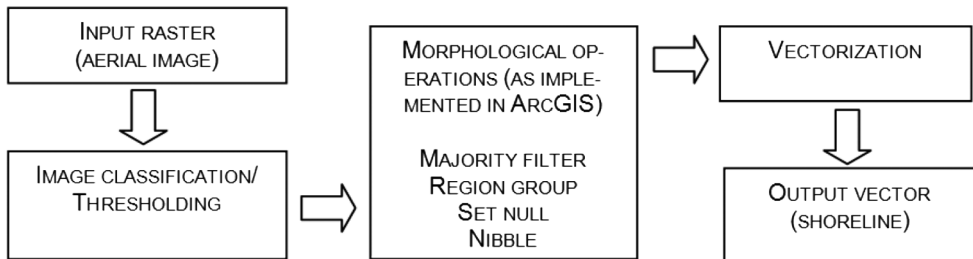 INPUT RASTER
(AERIAL IMAGE)
IMAGE CLASSIFICATION/
THRESHOLDING
MORPHOLOGICAL OP-
ERATIONS (AS IMPLE-
MENTED IN ARCGIS)
MAJORITY FILTER
REGION GROUP
SET NULL
NIBBLE
VECTORIZATION
OUTPUT VECTOR
(SHORELINE)